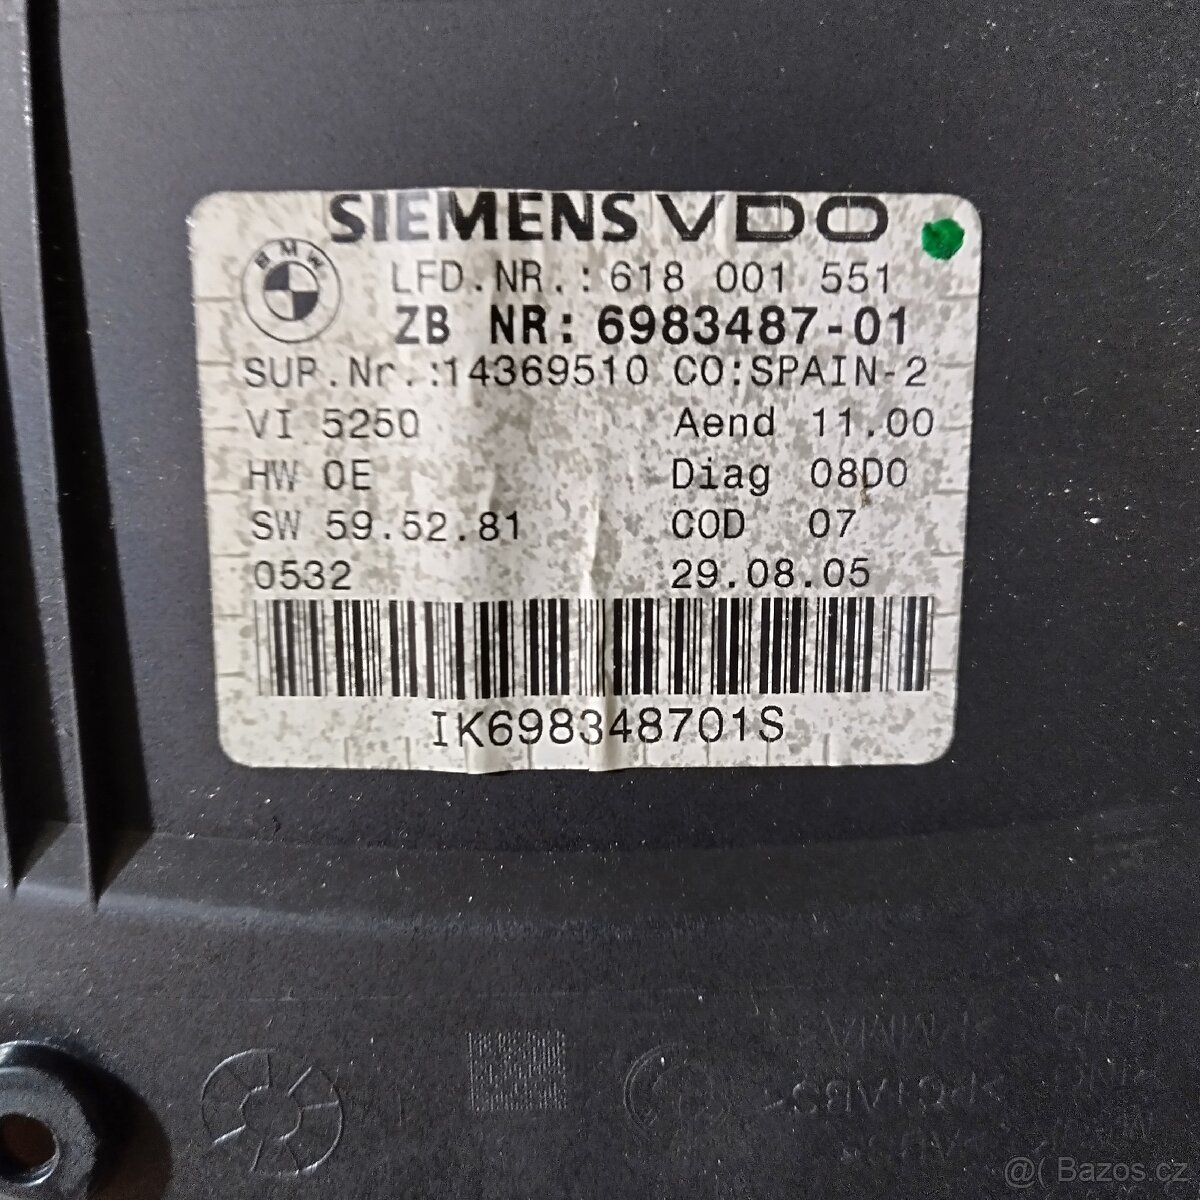 SIEMENS VDO
BMW
LFD.NR.:618 001 551
ZB NR:6983487-01
SUP.Nr.:14369510 CO:SPAIN-2
VI 5250 Aend 11.00
HW 0E Diag 08D0
SW 59.52.81 COD 07
0532 29.08.05
IK698348701S
@( Bazos.cz